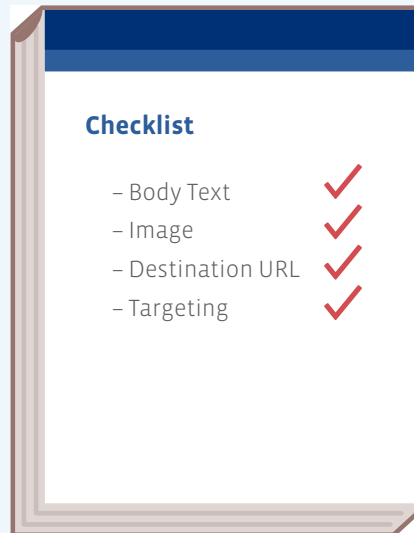 Checklist
– Body Text
– Image
– Destination URL
– Targeting